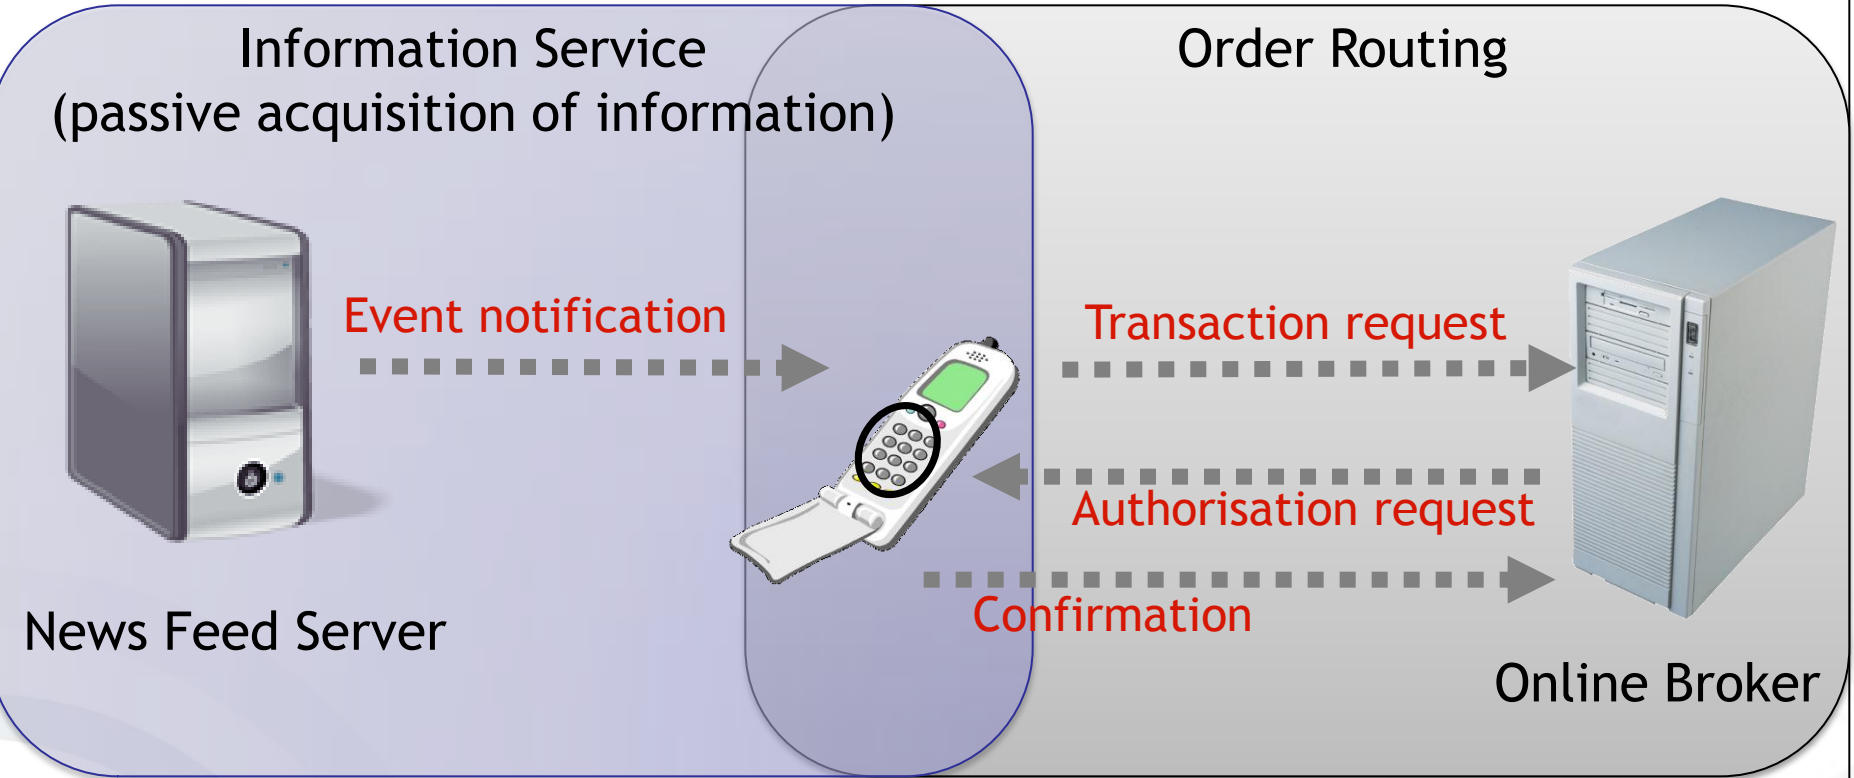 Information Service
(passive acquisition of information)
Order Routing
Event notification
Transaction request
Authorisation request
Confirmation
News Feed Server
Online Broker